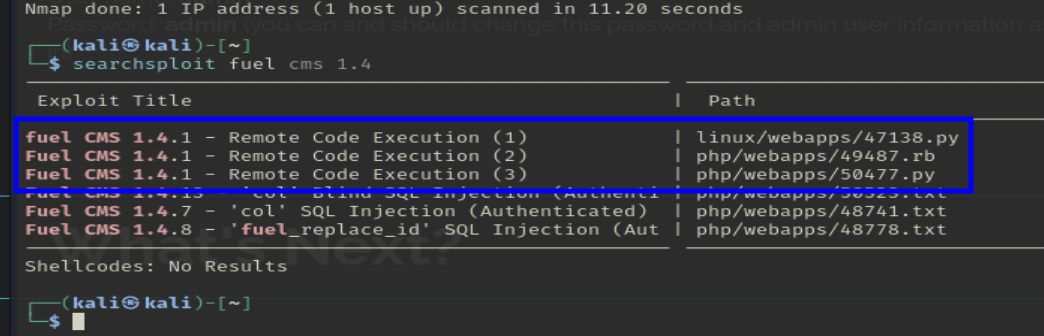 Nmap done: 1 IP address (1 host up) scanned in 11.20 seconds
Password: admin (you can and should change this password and admin user information a
┌──(kali㉿kali)-[~]
└─$ searchsploit fuel cms 1.4
Exploit Title | Path
fuel CMS 1.4.1 - Remote Code Execution (1) | linux/webapps/47138.py
Fuel CMS 1.4.1 - Remote Code Execution (2) | php/webapps/49487.rb
Fuel CMS 1.4.1 - Remote Code Execution (3) | php/webapps/50477.py
Fuel CMS 1.4.13 - 'col' Blind SQL Injection (Authenti | php/webapps/50523.txt
Fuel CMS 1.4.7 - 'col' SQL Injection (Authenticated) | php/webapps/48741.txt
Fuel CMS 1.4.8 - 'fuel_replace_id' SQL Injection (Aut | php/webapps/48778.txt
What's Next?
Shellcodes: No Results
┌──(kali㉿kali)-[~]
└─$